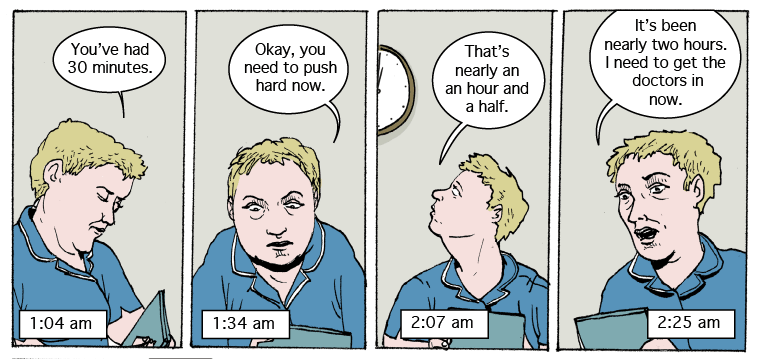 You've had
30 minutes.
1:04 am
Okay, you
need to push
hard now.
1:34 am
That's
nearly an
an hour and
a half.
2:07 am
It's been
nearly two hours.
I need to get the
doctors in
now.
2:25 am